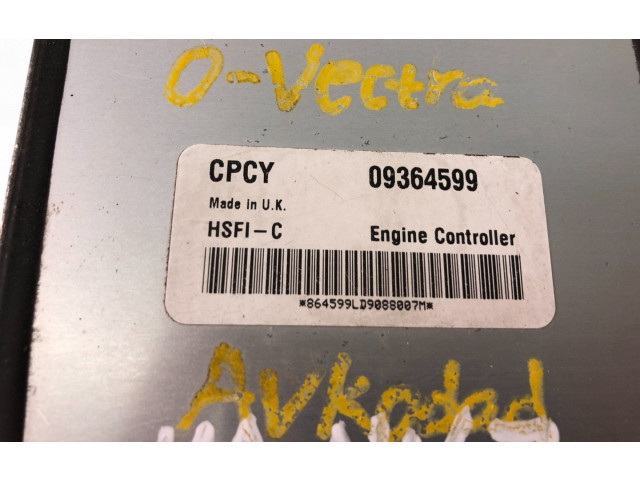 O-Vectra
CPCY 09364599
Made in U.K.
HSFI-C Engine Controller
*864599LD9088007M*
Avkodad